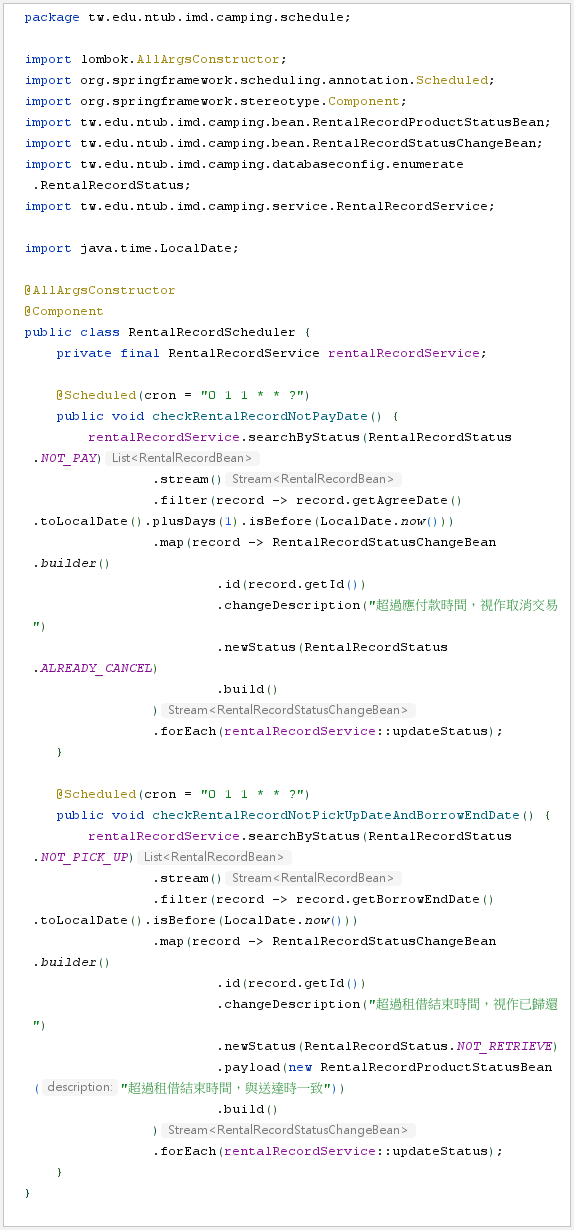 package tw.edu.ntub.imd.camping.schedule;
import lombok.AllArgsConstructor;
import org.springframework.scheduling.annotation.Scheduled;
import org.springframework.stereotype.Component;
import tw.edu.ntub.imd.camping.bean.RentalRecordProductStatusBean;
import tw.edu.ntub.imd.camping.bean.RentalRecordStatusChangeBean;
import tw.edu.ntub.imd.camping.databaseconfig.enumerate
.RentalRecordStatus;
import tw.edu.ntub.imd.camping.service.RentalRecordService;
import java.time.LocalDate;
@AllArgsConstructor
@Component
public class RentalRecordScheduler {
private final RentalRecordService rentalRecordService;
@Scheduled(cron = "0 1 1 * * ?")
public void checkRentalRecordNotPayDate() {
rentalRecordService.searchByStatus(RentalRecordStatus
.NOT_PAY) List<RentalRecordBean>
.stream() Stream<RentalRecordBean>
.filter(record -> record.getAgreeDate()
.toLocalDate().plusDays(1).isBefore(LocalDate.now()))
.map(record -> RentalRecordStatusChangeBean
.builder()
.id(record.getId())
.changeDescription("超過應付款時間，視作取消交易
")
.newStatus(RentalRecordStatus
.ALREADY_CANCEL)
.build()
) Stream<RentalRecordStatusChangeBean>
.forEach(rentalRecordService::updateStatus);
}
@Scheduled(cron = "0 1 1 * * ?")
public void checkRentalRecordNotPickUpDateAndBorrowEndDate() {
rentalRecordService.searchByStatus(RentalRecordStatus
.NOT_PICK_UP) List<RentalRecordBean>
.stream() Stream<RentalRecordBean>
.filter(record -> record.getBorrowEndDate()
.toLocalDate().isBefore(LocalDate.now()))
.map(record -> RentalRecordStatusChangeBean
.builder()
.id(record.getId())
.changeDescription("超過租借結束時間，視作已歸還
")
.newStatus(RentalRecordStatus.NOT_RETRIEVE)
.payload(new RentalRecordProductStatusBean
( description: "超過租借結束時間，與送達時一致"))
.build()
) Stream<RentalRecordStatusChangeBean>
.forEach(rentalRecordService::updateStatus);
}
}